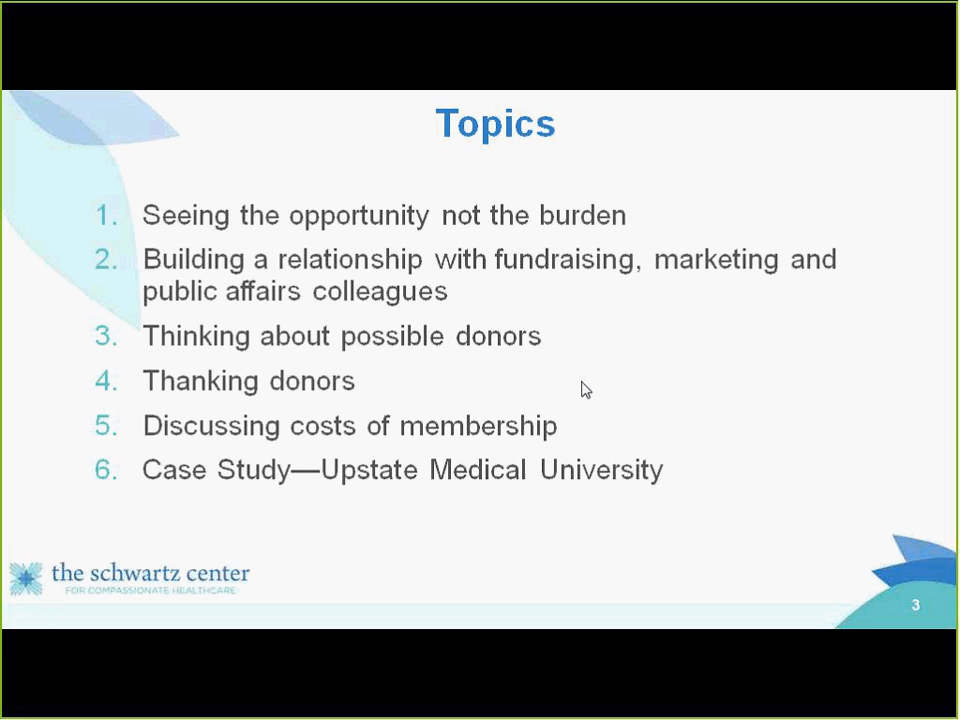 Topics
1. Seeing the opportunity not the burden
2. Building a relationship with fundraising, marketing and
public affairs colleagues
3. Thinking about possible donors
4. Thanking donors
5. Discussing costs of membership
6. Case Study—Upstate Medical University
the schwartz center
FOR COMPASSIONATE HEALTHCARE
3